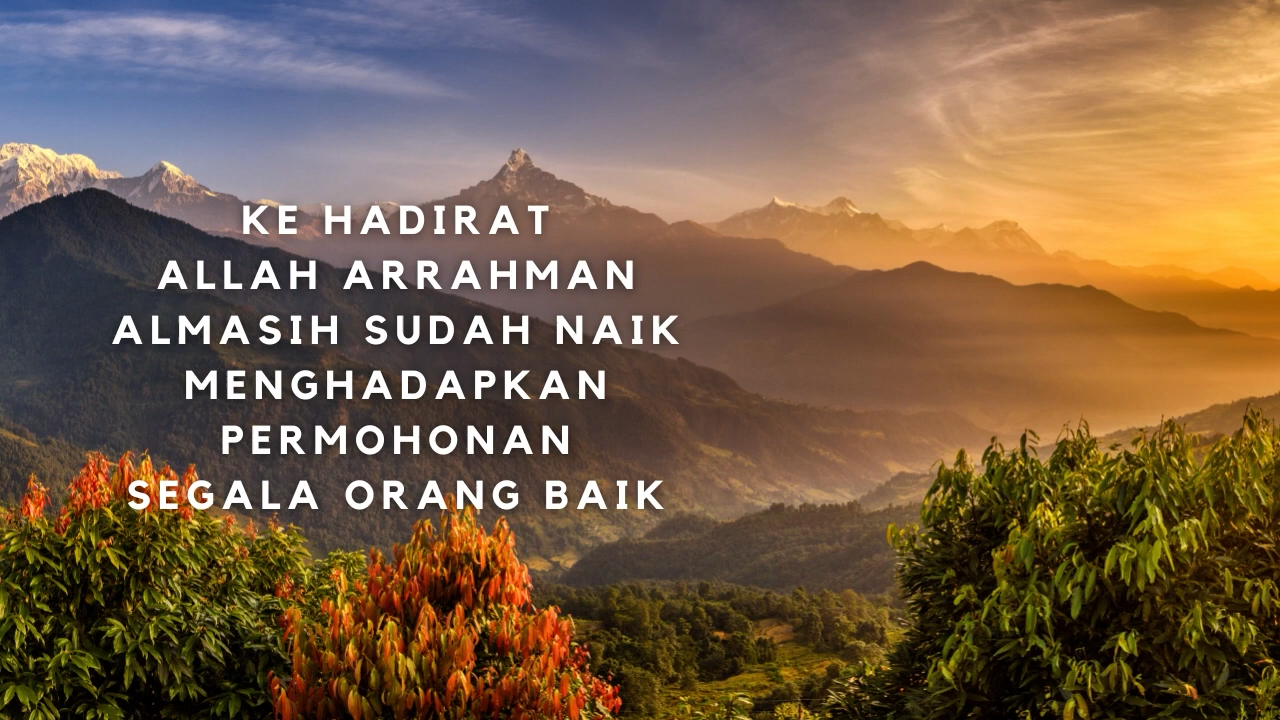 KE HADIRAT
ALLAH ARRAHMAN
ALMASIH SUDAH NAIK
MENGHADAPKAN
PERMOHONAN
SEGALA ORANG BAIK